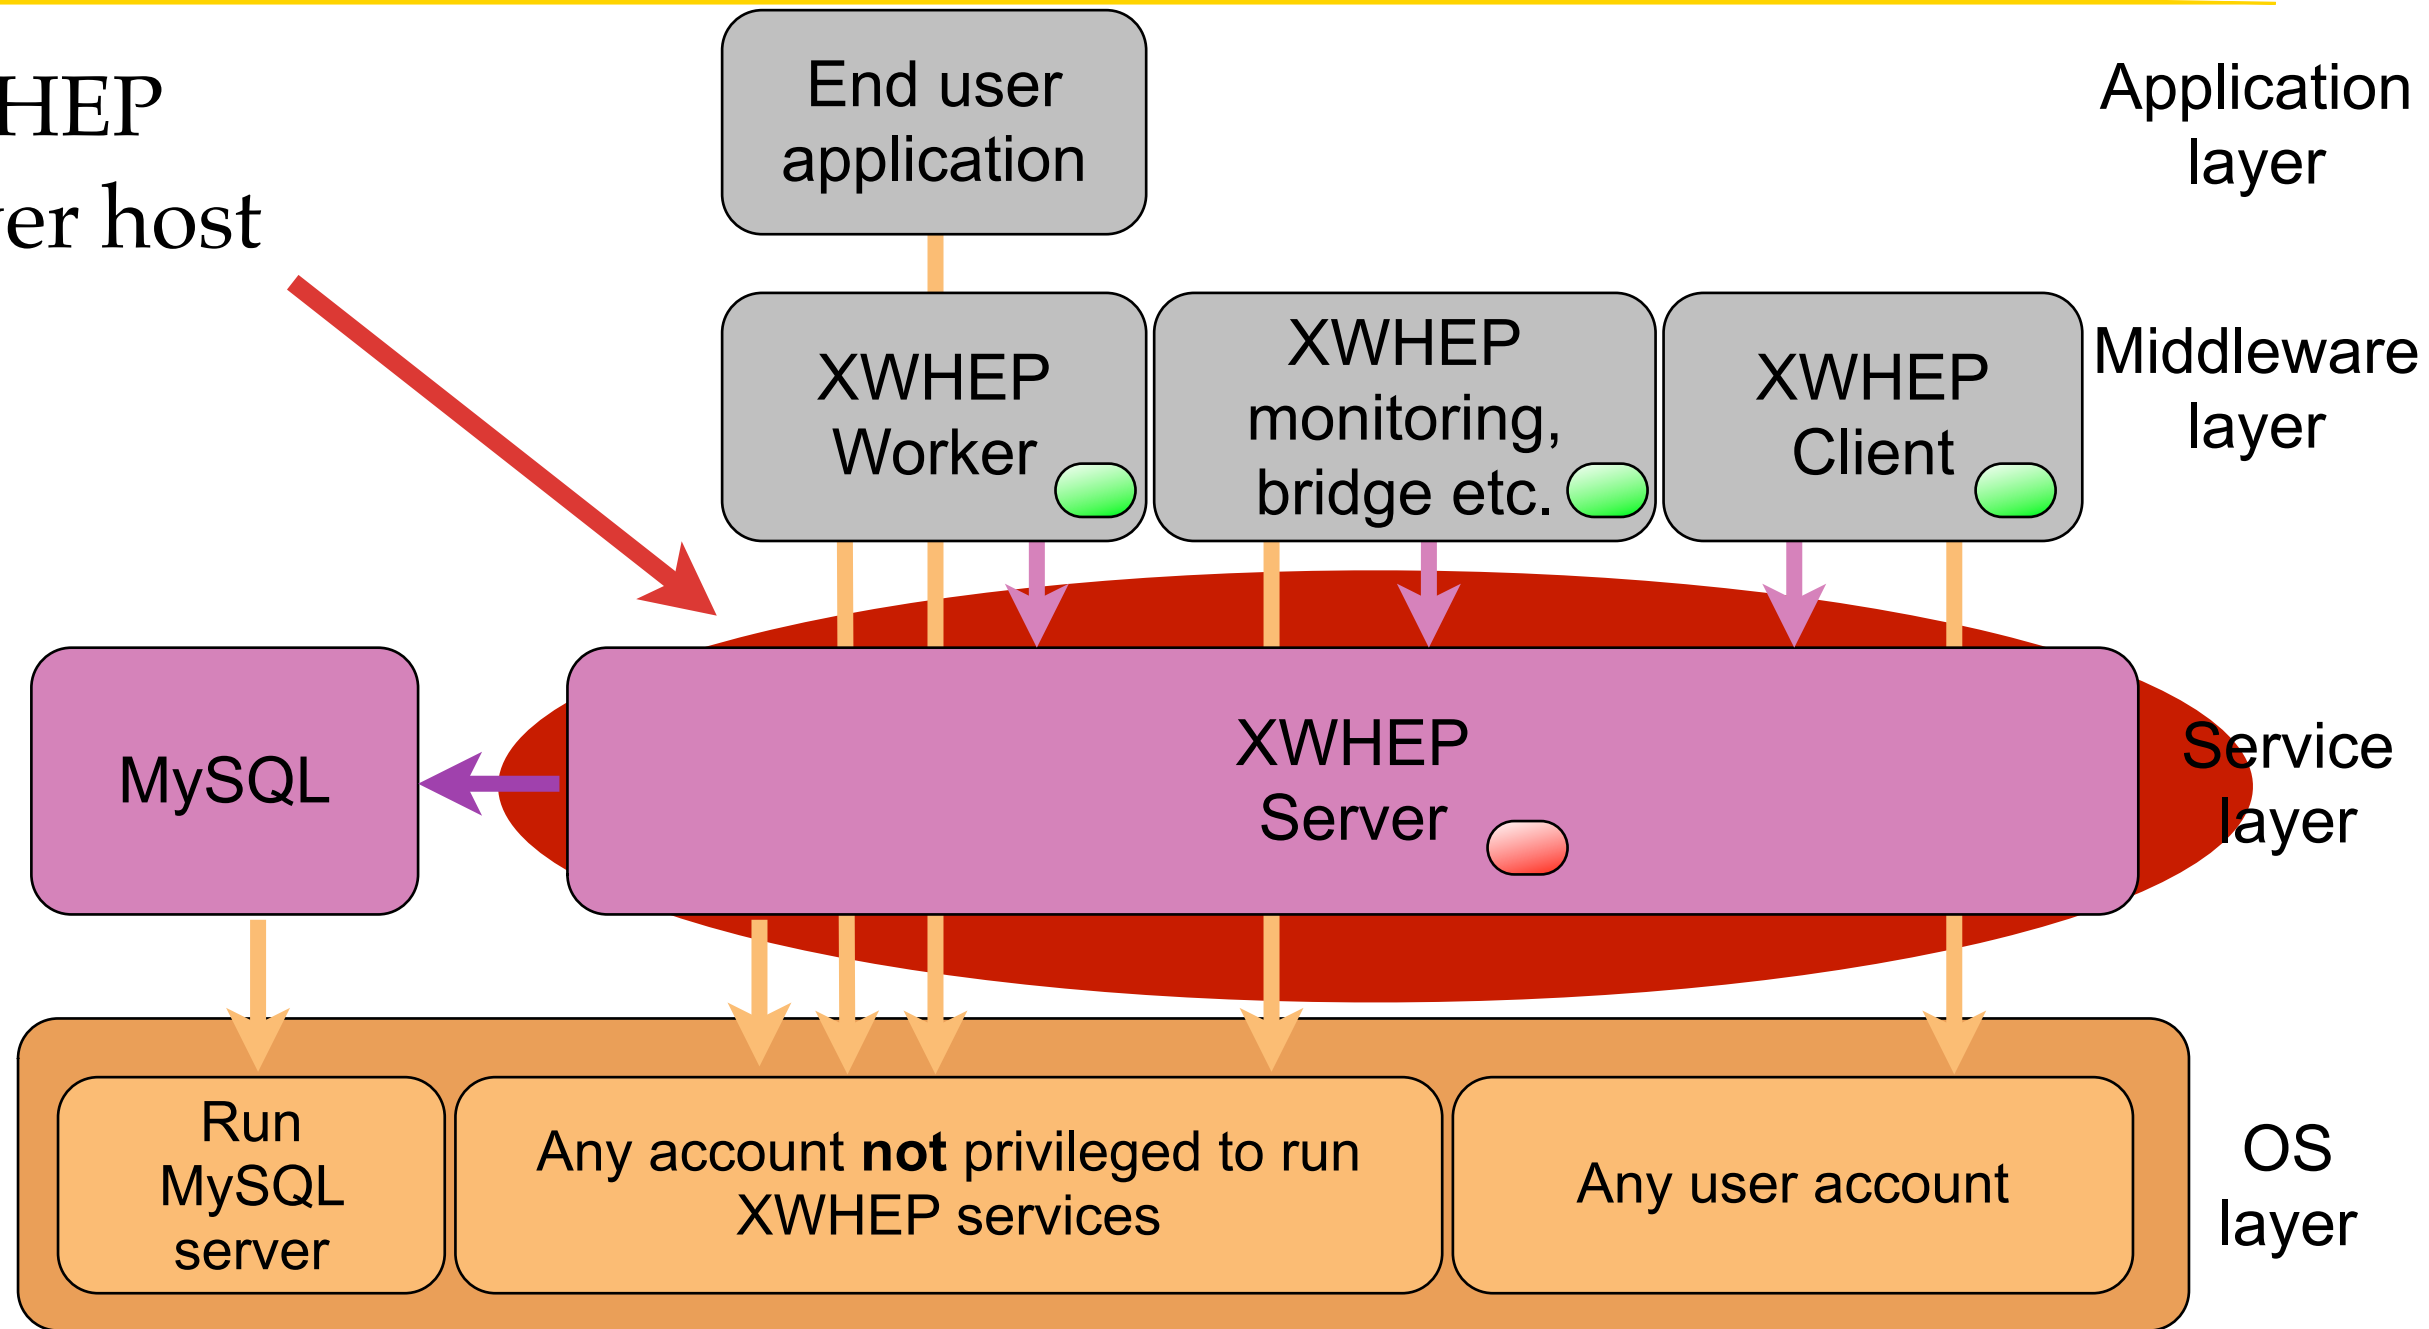 HEP
er host
End user
application
Application
layer
XWHEP
Worker
XWHEP
monitoring,
bridge etc.
XWHEP
Client
Middleware
layer
MySQL
XWHEP
Server
Service
layer
Run
MySQL
server
Any account not privileged to run
XWHEP services
Any user account
OS
layer